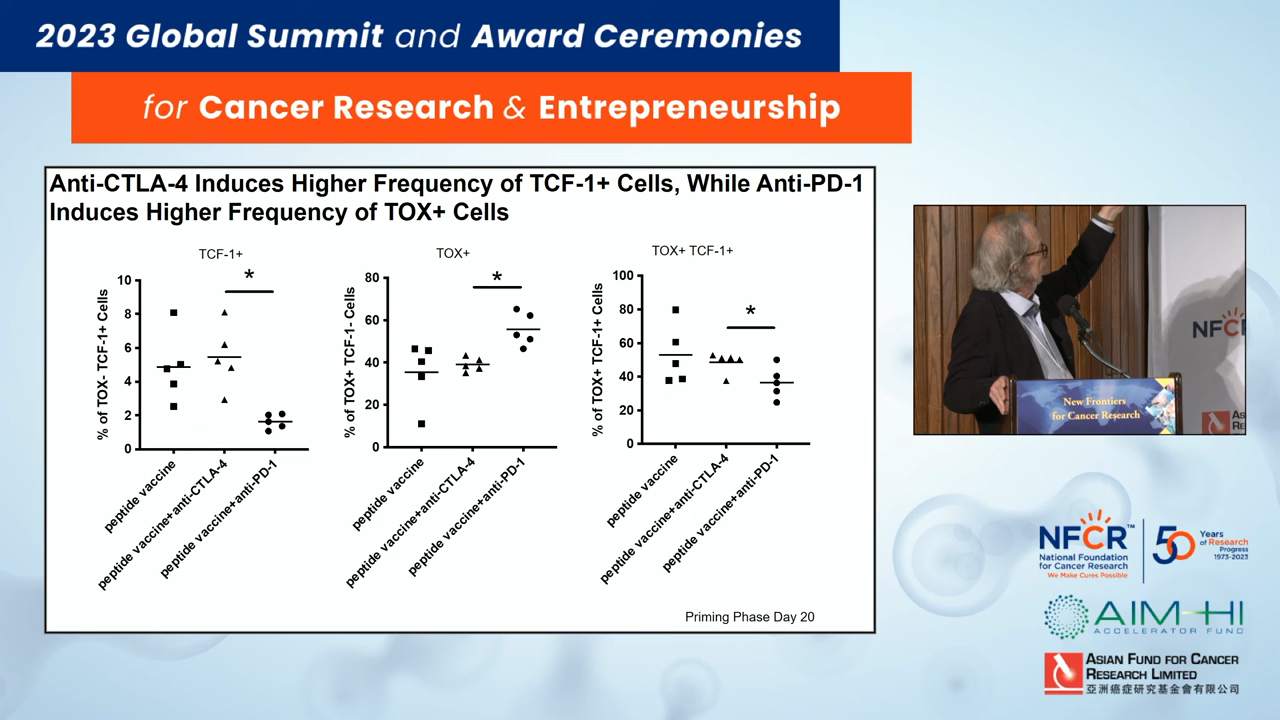 2023 Global Summit and Award Ceremonies
for Cancer Research & Entrepreneurship
Anti-CTLA-4 Induces Higher Frequency of TCF-1+ Cells, While Anti-PD-1
Induces Higher Frequency of TOX+ Cells
TCF-1+
*
% of TOX- TCF-1+ Cells
10
8
6
4
2
0
peptide vaccine
peptide vaccine+anti-CTLA-4
peptide vaccine+anti-PD-1
TOX+
*
% of TOX+ TCF-1- Cells
80
60
40
20
0
peptide vaccine
peptide vaccine+anti-CTLA-4
peptide vaccine+anti-PD-1
TOX+ TCF-1+
*
% of TOX+ TCF-1+ Cells
100
80
60
40
20
0
peptide vaccine
peptide vaccine+anti-CTLA-4
peptide vaccine+anti-PD-1
Priming Phase Day 20
NFC
New Frontiers
for Cancer Research
NFCR™
National Foundation
for Cancer Research
We Make Cures Possible
50
Years
of Research
Progress
1973-2023
AIM-HI
ACCELERATOR FUND
ASIAN FUND FOR CANCER
RESEARCH LIMITED
亞洲癌症研究基金會有限公司